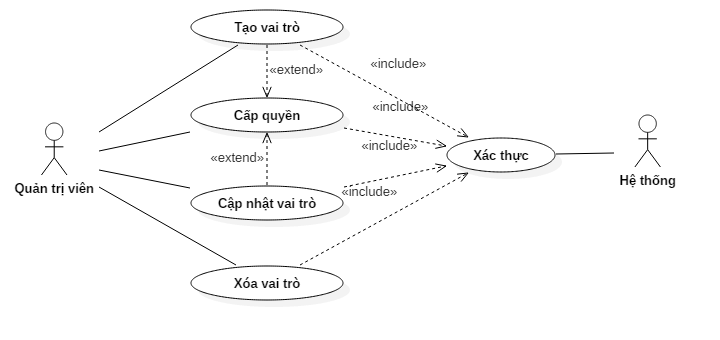 Tạo vai trò
«include»
«extend»
«include»
Cấp quyền
«include»
Xác thực
«extend»
Quản trị viên
Hệ thống
«include»
Cập nhật vai trò
Xóa vai trò